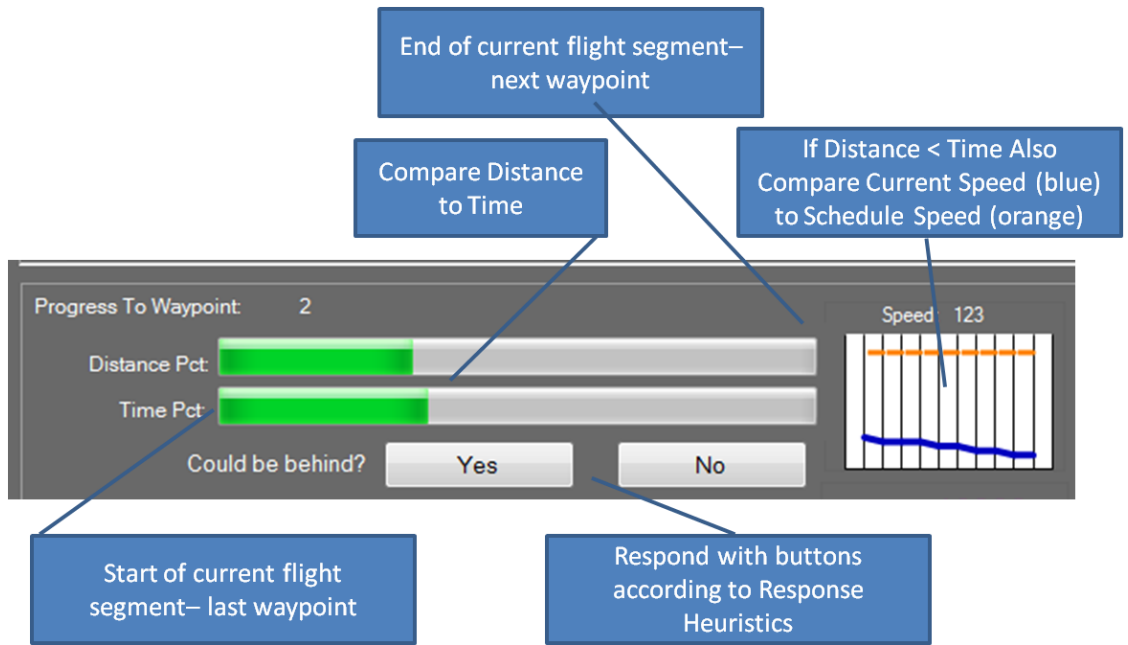 End of current flight segment–
next waypoint
Compare Distance
to Time
If Distance < Time Also
Compare Current Speed (blue)
to Schedule Speed (orange)
Progress To Waypoint: 2
Speed: 123
Distance Pct:
Time Pct:
Could be behind? Yes No
Start of current flight
segment– last waypoint
Respond with buttons
according to Response
Heuristics